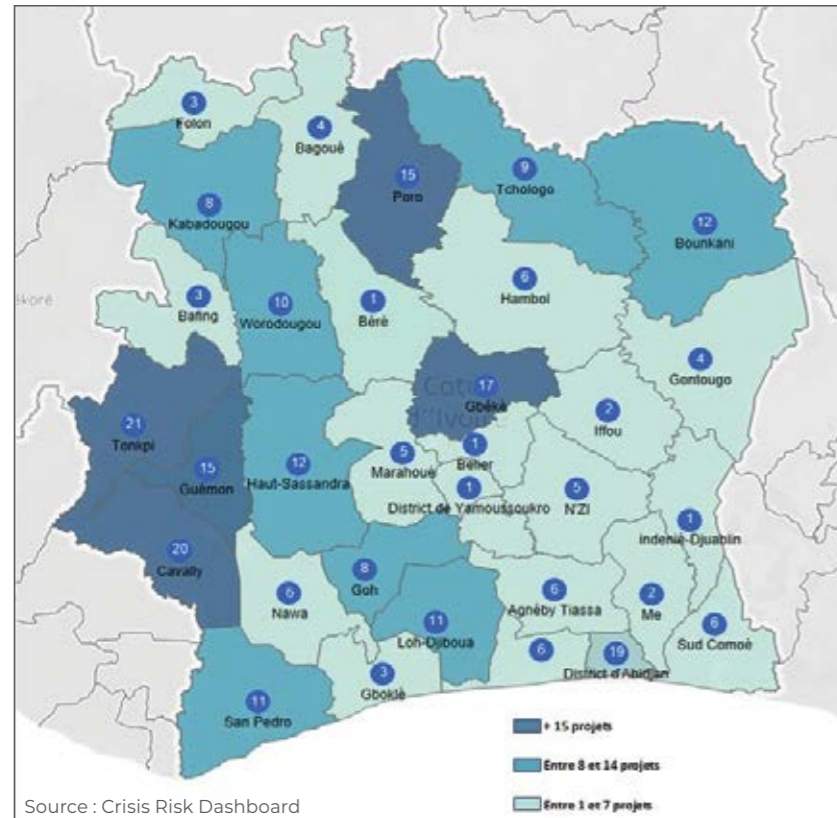 3
Folon
4
Bagoué
15
Poro
9
Tchologo
12
Bounkani
8
Kabadougou
3
Bafing
10
Worodougou
1
Béré
6
Hambol
4
Gontougo
17
Gbêkê
2
Iffou
21
Tonkpi
15
Guémon
12
Haut-Sassandra
5
Marahoué
1
Bélier
1
District de Yamoussoukro
5
N'ZI
1
Indenié-Djuablin
20
Cavally
6
Nawa
8
Goh
11
Loh-Djiboua
6
Agnéby Tiassa
2
Me
6
Sud Comoé
6
19
District d'Abidjan
3
Gboklè
11
San Pedro
+ 15 projets
Entre 8 et 14 projets
Entre 1 et 7 projets
Source : Crisis Risk Dashboard